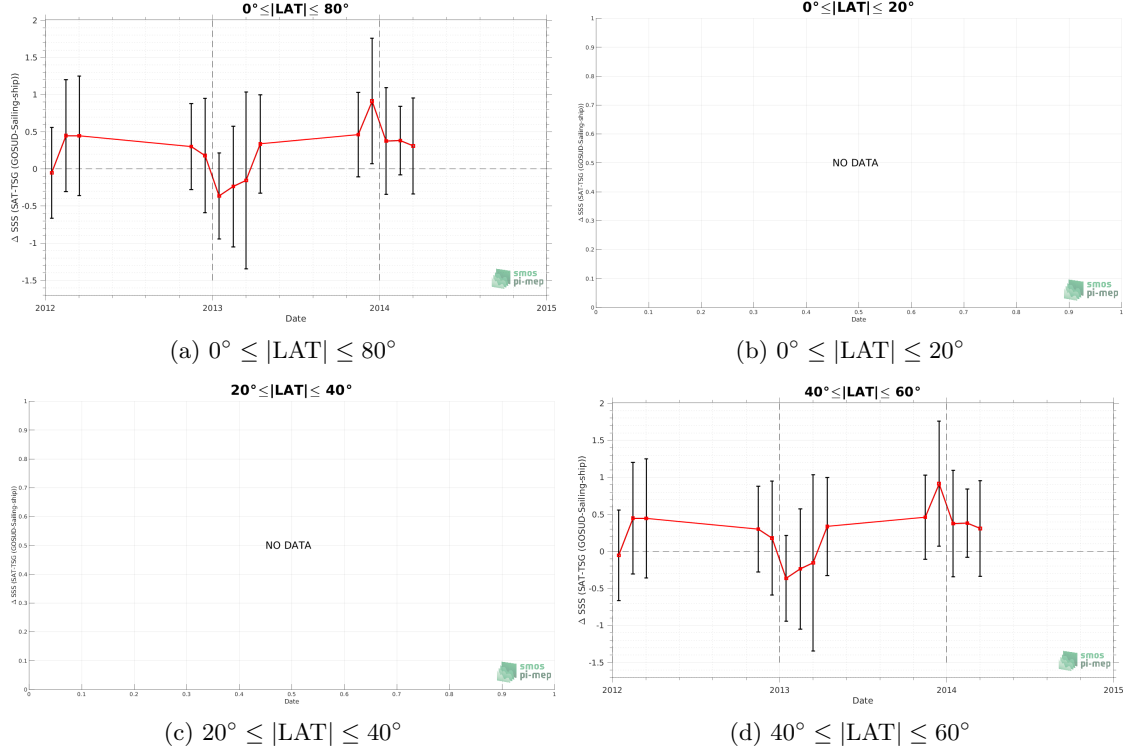 0°≤|LAT|≤ 80°
2
1.5
1
0.5
0
-0.5
-1
-1.5
Δ SSS (SAT-TSG (GOSUD-Sailing-ship))
2012
2013
2014
2015
Date
smos
pi-mep
(a) 0° ≤ |LAT| ≤ 80°
0°≤|LAT|≤ 20°
1
0.9
0.8
0.7
0.6
0.5
0.4
0.3
0.2
0.1
0
Δ SSS (SAT-TSG (GOSUD-Sailing-ship))
NO DATA
0 0.1 0.2 0.3 0.4 0.5 0.6 0.7 0.8 0.9 1
Date
smos
pi-mep
(b) 0° ≤ |LAT| ≤ 20°
20°≤|LAT|≤ 40°
1
0.9
0.8
0.7
0.6
0.5
0.4
0.3
0.2
0.1
0
Δ SSS (SAT-TSG (GOSUD-Sailing-ship))
NO DATA
0 0.1 0.2 0.3 0.4 0.5 0.6 0.7 0.8 0.9 1
Date
smos
pi-mep
(c) 20° ≤ |LAT| ≤ 40°
40°≤|LAT|≤ 60°
2
1.5
1
0.5
0
-0.5
-1
-1.5
Δ SSS (SAT-TSG (GOSUD-Sailing-ship))
2012
2013
2014
2015
Date
smos
pi-mep
(d) 40° ≤ |LAT| ≤ 60°